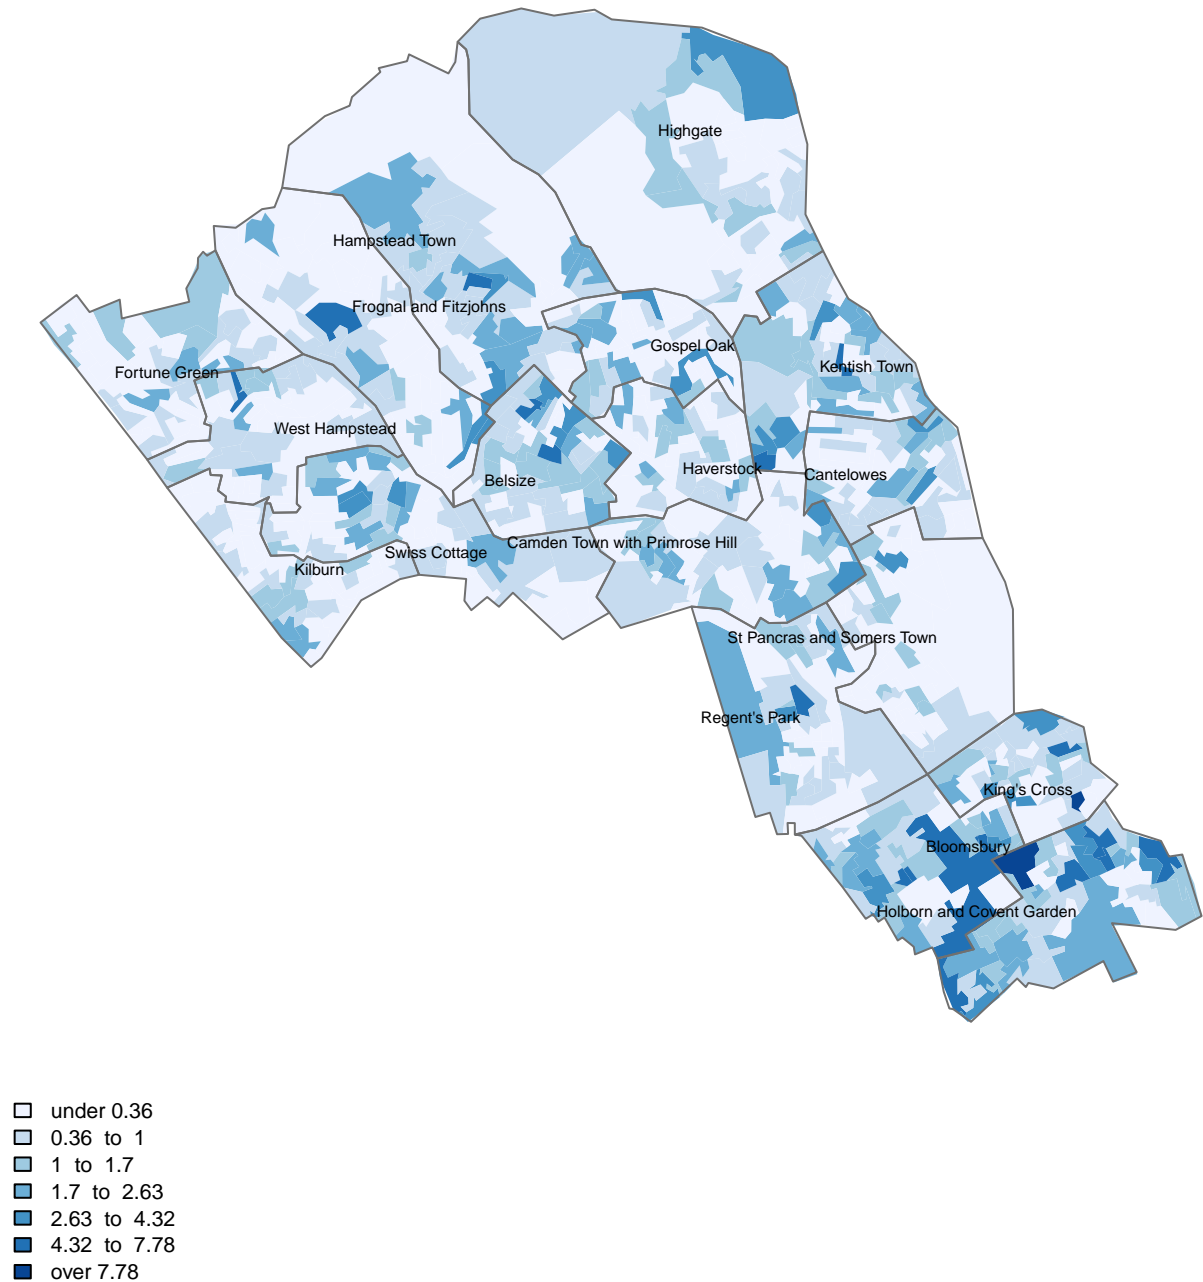 Highgate
Hampstead Town
Frognal and Fitzjohns
Gospel Oak
Kentish Town
Fortune Green
West Hampstead
Haverstock
Cantelowes
Belsize
Camden Town with Primrose Hill
Swiss Cottage
Kilburn
St Pancras and Somers Town
Regent's Park
King's Cross
Bloomsbury
Holborn and Covent Garden
under 0.36
0.36 to 1
1 to 1.7
1.7 to 2.63
2.63 to 4.32
4.32 to 7.78
over 7.78